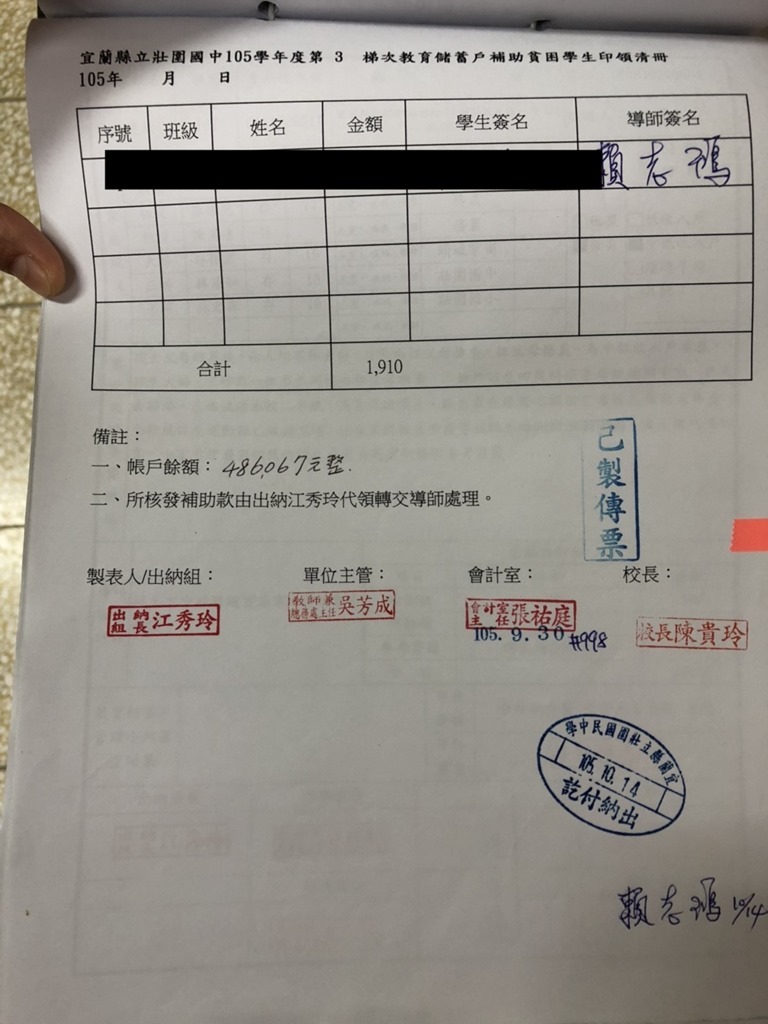 宜蘭縣立壯圍國中105學年度第 3 梯次教育儲蓄戶補助貧困學生印領清冊
105年 月 日
序號 班級 姓名 金額 學生簽名 導師簽名
賴志瑪
合計 1,910
備註：
一、帳戶餘額：486,067元整.
二、所核發補助款由出納江秀玲代領轉交導師處理。
已製傳票
製表人/出納組： 單位主管： 會計室： 校長：
出納組長江秀玲 教師兼總務處主任吳芳成 會計室主任張祐庭 校長陳貴玲
105. 9. 30 #998
宜蘭縣立壯圍國民中學
105. 10. 14
出納付訖
賴志瑪 10/14